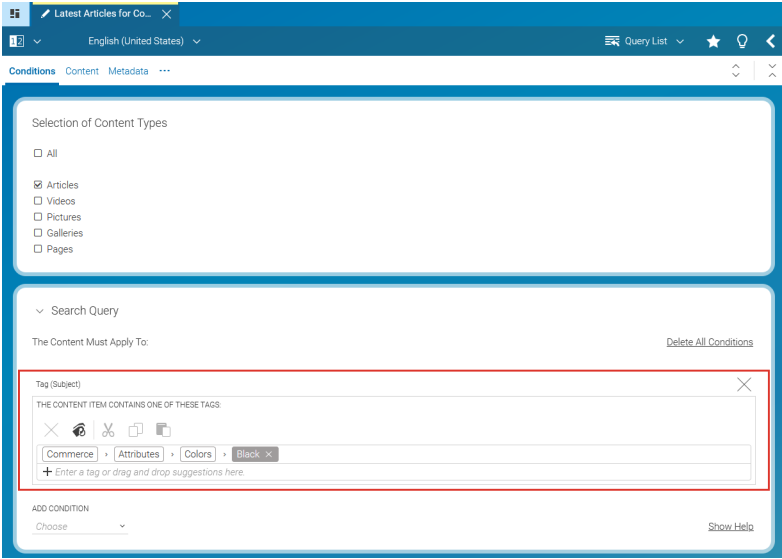 Latest Articles for Co...
12 English (United States) Query List
Conditions Content Metadata ...
Selection of Content Types
All
Articles
Videos
Pictures
Galleries
Pages
Search Query
The Content Must Apply To: Delete All Conditions
Tag (Subject)
THE CONTENT ITEM CONTAINS ONE OF THESE TAGS:
Commerce › Attributes › Colors › Black ×
+ Enter a tag or drag and drop suggestions here.
ADD CONDITION
Choose Show Help